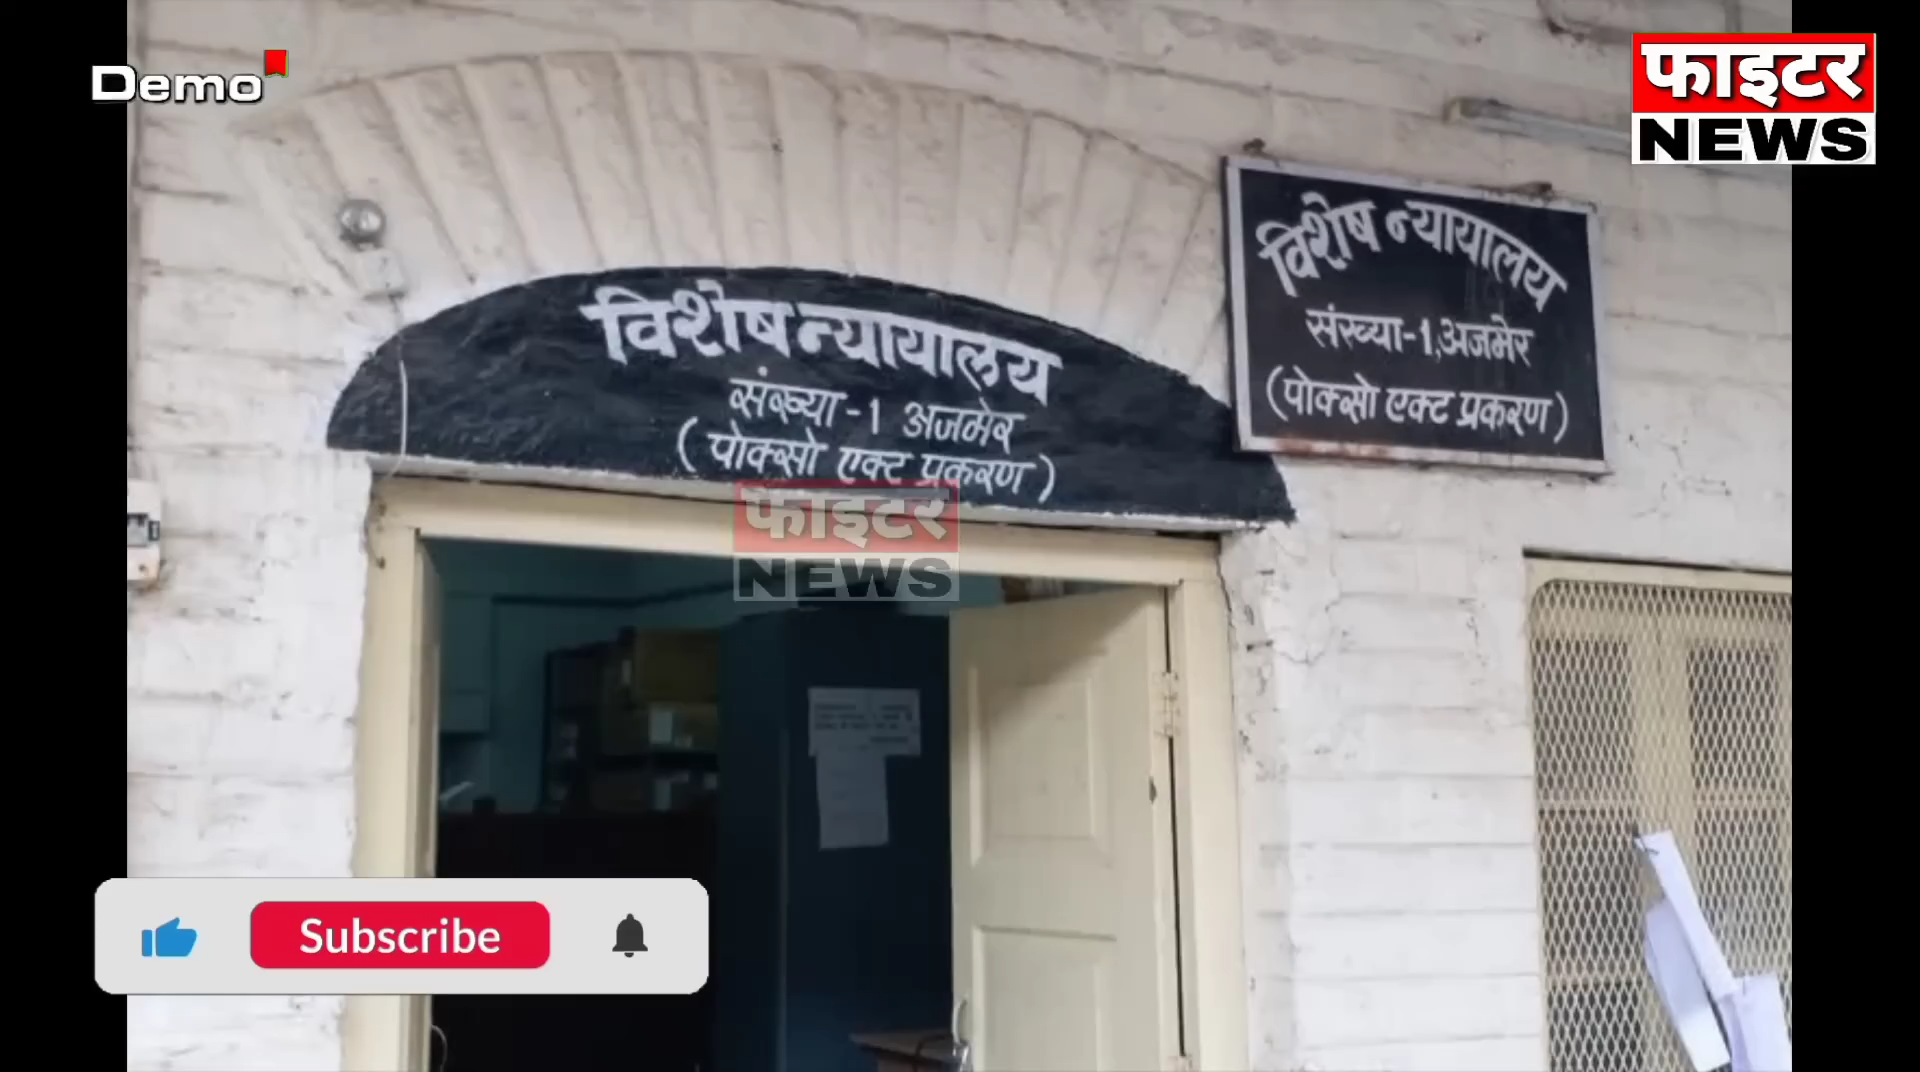 Demo
फाइटर
NEWS
विशेष न्यायालय
संख्या-1 अजमेर
(पोक्सो एक्ट प्रकरण)
विशेष न्यायालय
संख्या-1,अजमेर
(पोक्सो एक्ट प्रकरण)
फाइटर
NEWS
Subscribe